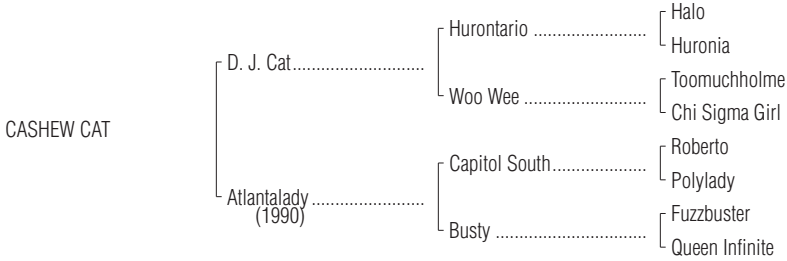 Halo
Hurontario ........................
Huronia
D. J. Cat............................
Toomuchholme
Woo Wee ..........................
Chi Sigma Girl
CASHEW CAT
Roberto
Capitol South....................
Polylady
Atlantalady ........................
(1990)
Fuzzbuster
Busty ................................
Queen Infinite